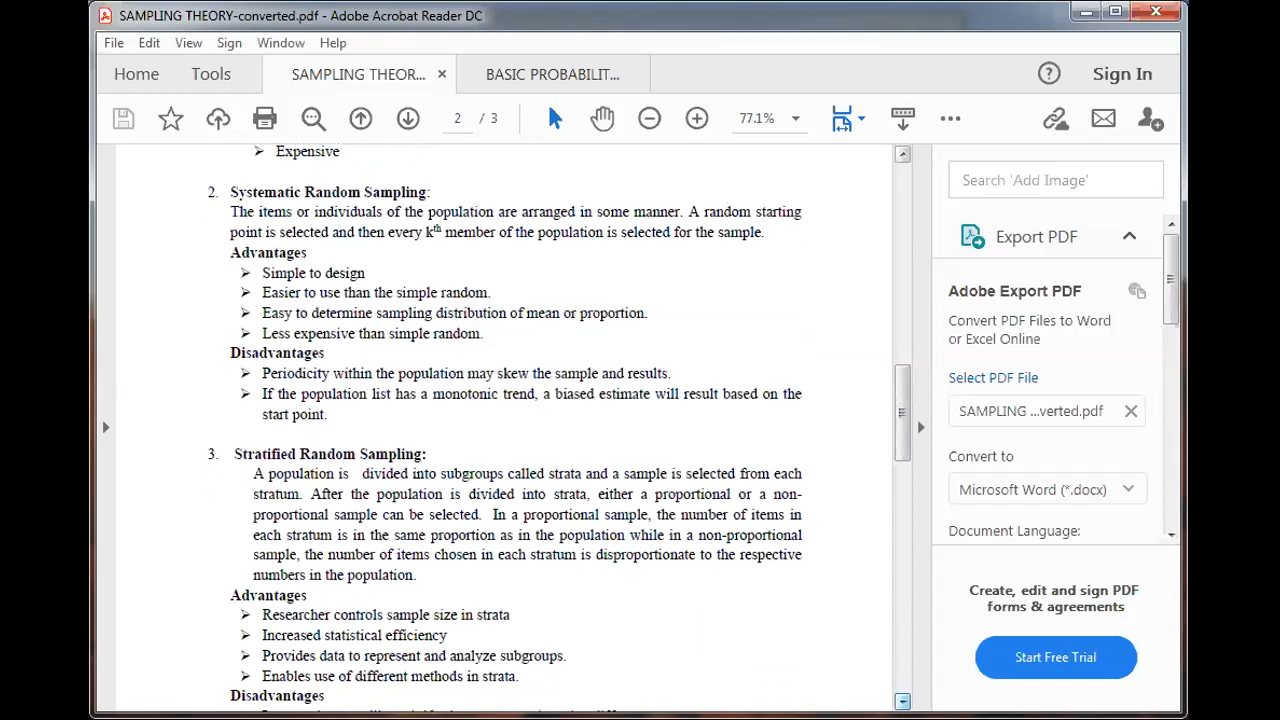 SAMPLING THEORY-converted.pdf - Adobe Acrobat Reader DC
File Edit View Sign Window Help
Home Tools SAMPLING THEOR... × BASIC PROBABILIT... ? Sign In
2 / 3 77.1%
➢ Expensive
2. Systematic Random Sampling:
The items or individuals of the population are arranged in some manner. A random starting
point is selected and then every kth member of the population is selected for the sample.
Advantages
➢ Simple to design
➢ Easier to use than the simple random.
➢ Easy to determine sampling distribution of mean or proportion.
➢ Less expensive than simple random.
Disadvantages
➢ Periodicity within the population may skew the sample and results.
➢ If the population list has a monotonic trend, a biased estimate will result based on the
start point.
3. Stratified Random Sampling:
A population is divided into subgroups called strata and a sample is selected from each
stratum. After the population is divided into strata, either a proportional or a non-
proportional sample can be selected. In a proportional sample, the number of items in
each stratum is in the same proportion as in the population while in a non-proportional
sample, the number of items chosen in each stratum is disproportionate to the respective
numbers in the population.
Advantages
➢ Researcher controls sample size in strata
➢ Increased statistical efficiency
➢ Provides data to represent and analyze subgroups.
➢ Enables use of different methods in strata.
Disadvantages
Search 'Add Image'
Export PDF
Adobe Export PDF
Convert PDF Files to Word
or Excel Online
Select PDF File
SAMPLING ...verted.pdf
Convert to
Microsoft Word (*.docx)
Document Language:
Create, edit and sign PDF
forms & agreements
Start Free Trial